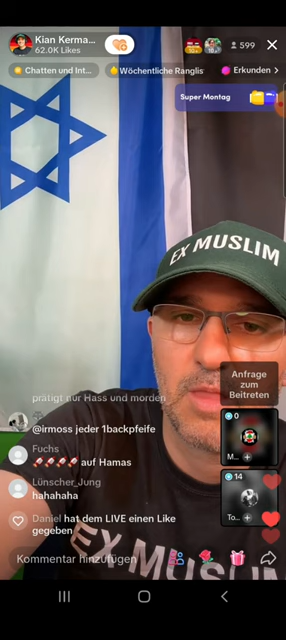 Kian Kerma...
62.0K Likes
599
Chatten und Int...
Wöchentliche Ranglis
Erkunden >
Super Montag
EX MUSLIM
prätigt nur Hass und morden
Anfrage
zum
Beitreten
@irmoss jeder 1backpfeife
0
M...
Fuchs
auf Hamas
Lünscher_Jung
hahahaha
14
To...
Daniel hat dem LIVE einen Like
gegeben
EX MUSLIM
Kommentar hinzufügen